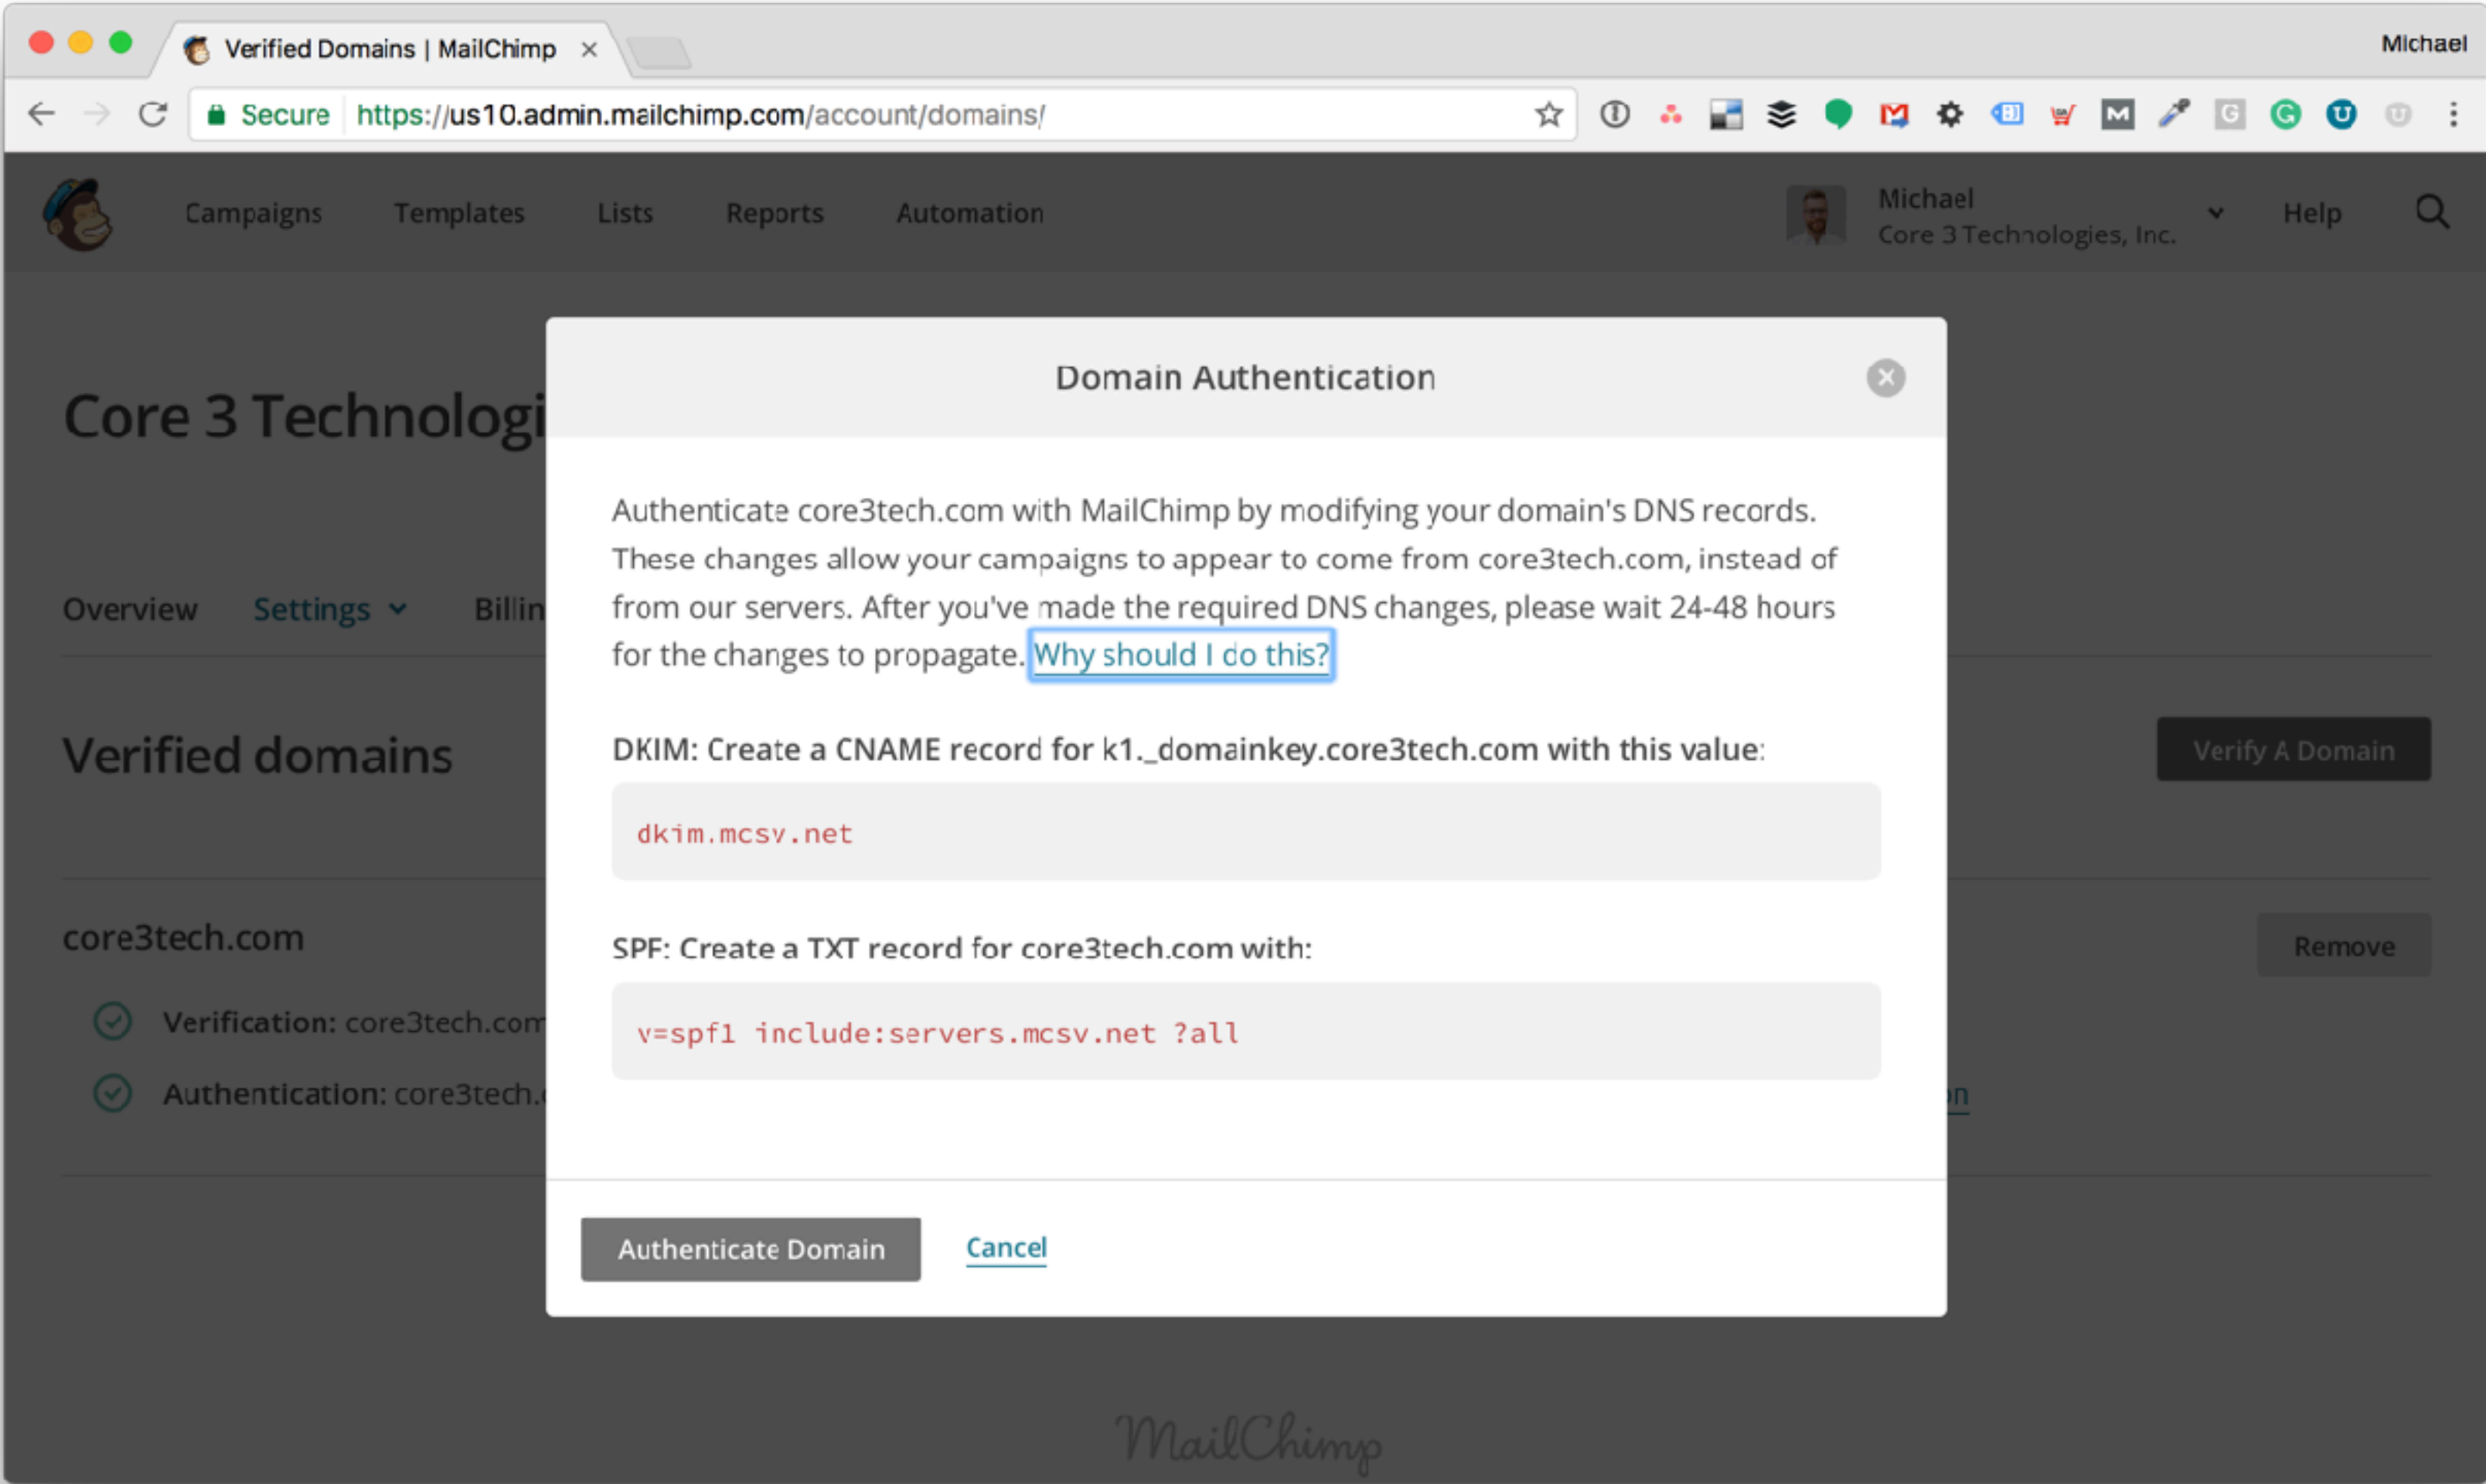 Verified Domains | MailChimp
Michael
Secure
https://us10.admin.mailchimp.com/account/domains/
Campaigns Templates Lists Reports Automation
Michael
Core 3 Technologies, Inc.
Help
Core 3 Technologi
Domain Authentication
Authenticate core3tech.com with MailChimp by modifying your domain's DNS records.
These changes allow your campaigns to appear to come from core3tech.com, instead of
from our servers. After you've made the required DNS changes, please wait 24-48 hours
for the changes to propagate. Why should I do this?
Overview Settings Billin
DKIM: Create a CNAME record for k1._domainkey.core3tech.com with this value:
Verified domains
Verify A Domain
dkim.mcsv.net
core3tech.com
SPF: Create a TXT record for core3tech.com with:
Remove
Verification: core3tech.com
v=spf1 include:servers.mcsv.net ?all
Authentication: core3tech.
on
Authenticate Domain Cancel
MailChimp